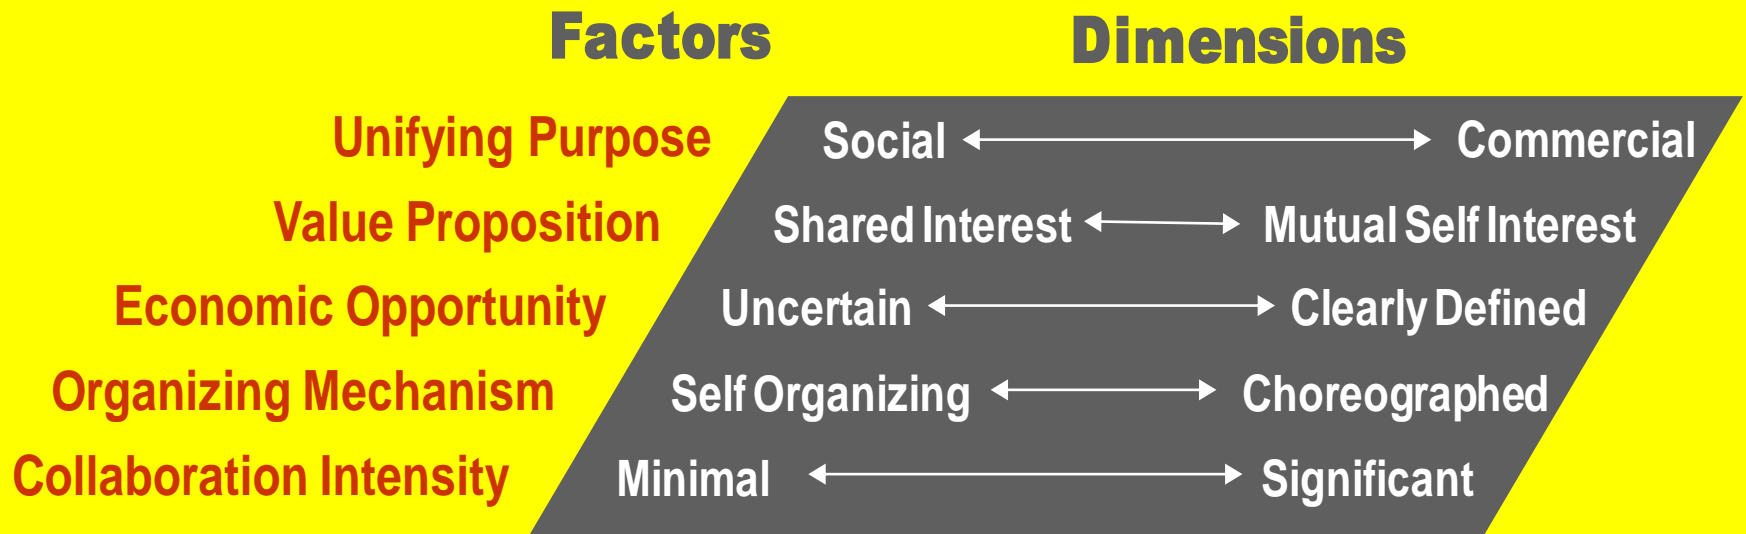 Factors Dimensions
Unifying Purpose Social Commercial
Value Proposition Shared Interest Mutual Self Interest
Economic Opportunity Uncertain Clearly Defined
Organizing Mechanism Self Organizing Choreographed
Collaboration Intensity Minimal Significant